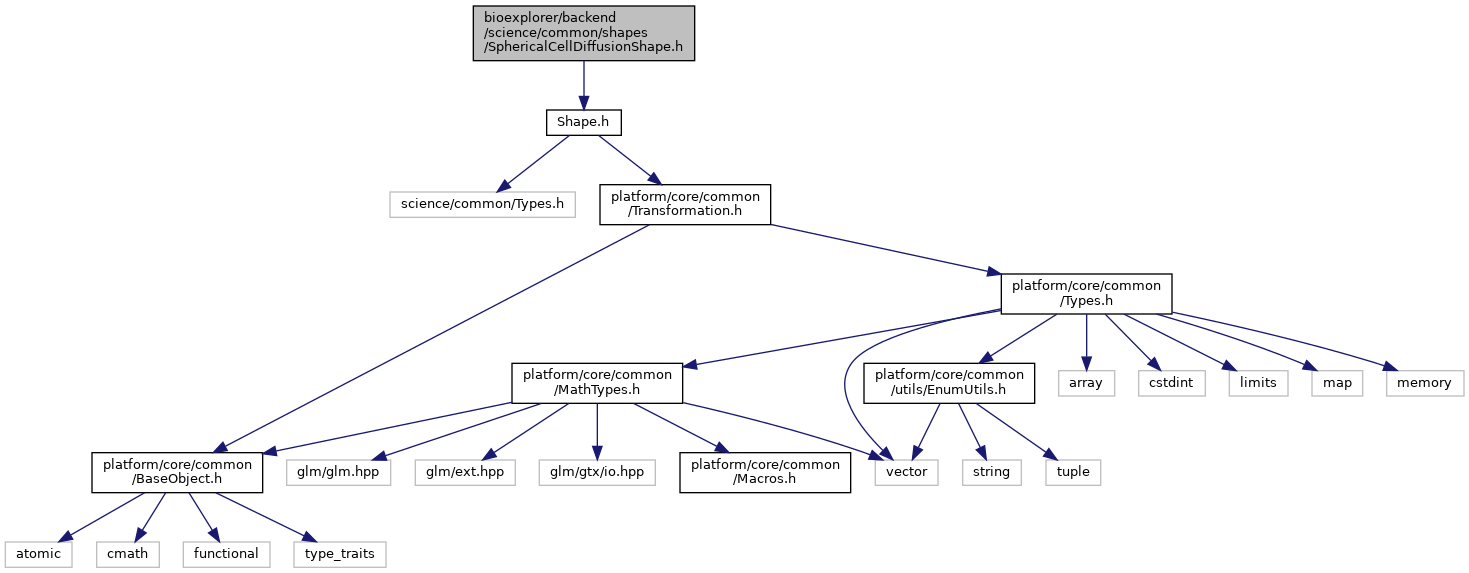 bioexplorer/backend
/science/common/shapes
/SphericalCellDiffusionShape.h
Shape.h
science/common/Types.h
platform/core/common
/Transformation.h
platform/core/common
/Types.h
platform/core/common
/MathTypes.h
platform/core/common
/utils/EnumUtils.h
array
cstdint
limits
map
memory
platform/core/common
/BaseObject.h
glm/glm.hpp
glm/ext.hpp
glm/gtx/io.hpp
platform/core/common
/Macros.h
vector
string
tuple
atomic
cmath
functional
type_traits